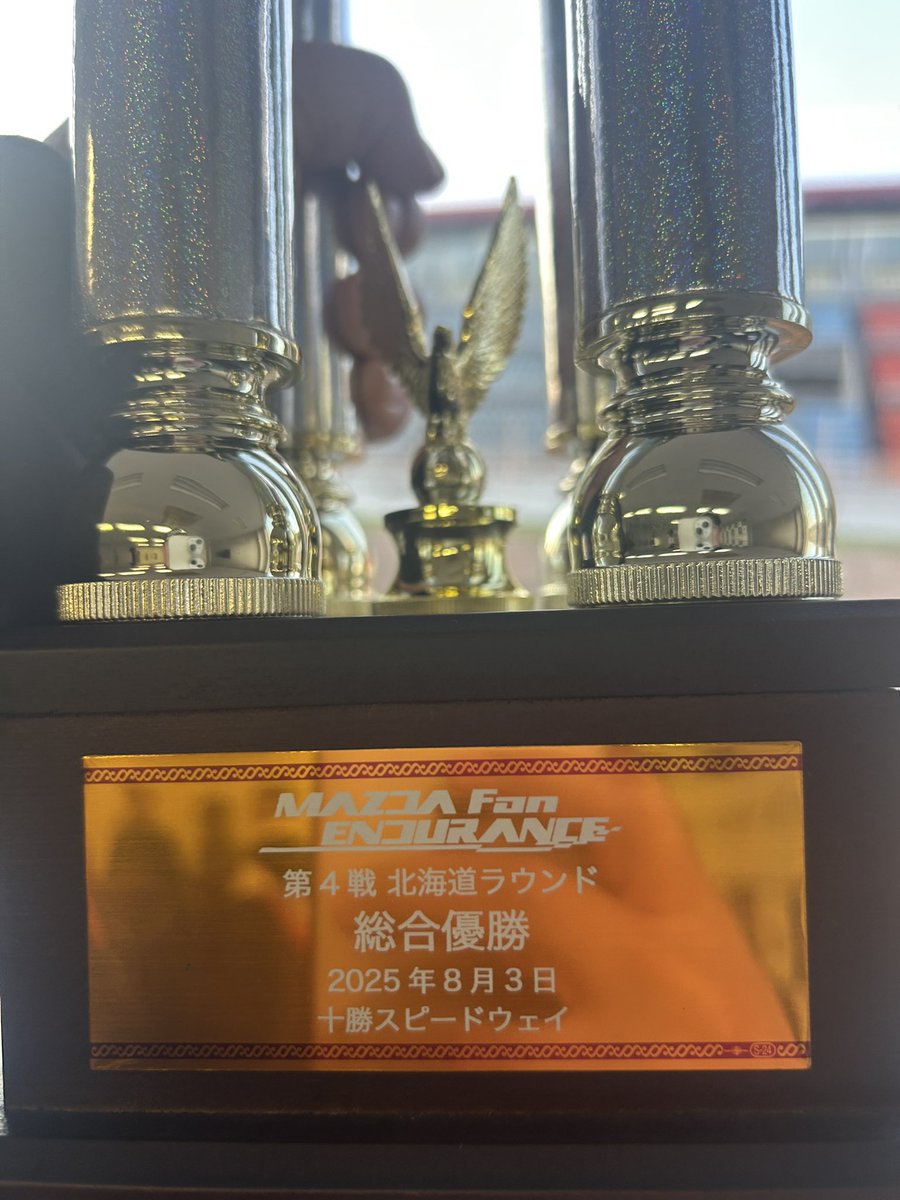 MAZDA Fan
ENDURANCE
第4戦 北海道ラウンド
総合優勝
2025年8月3日
十勝スピードウェイ
S-24